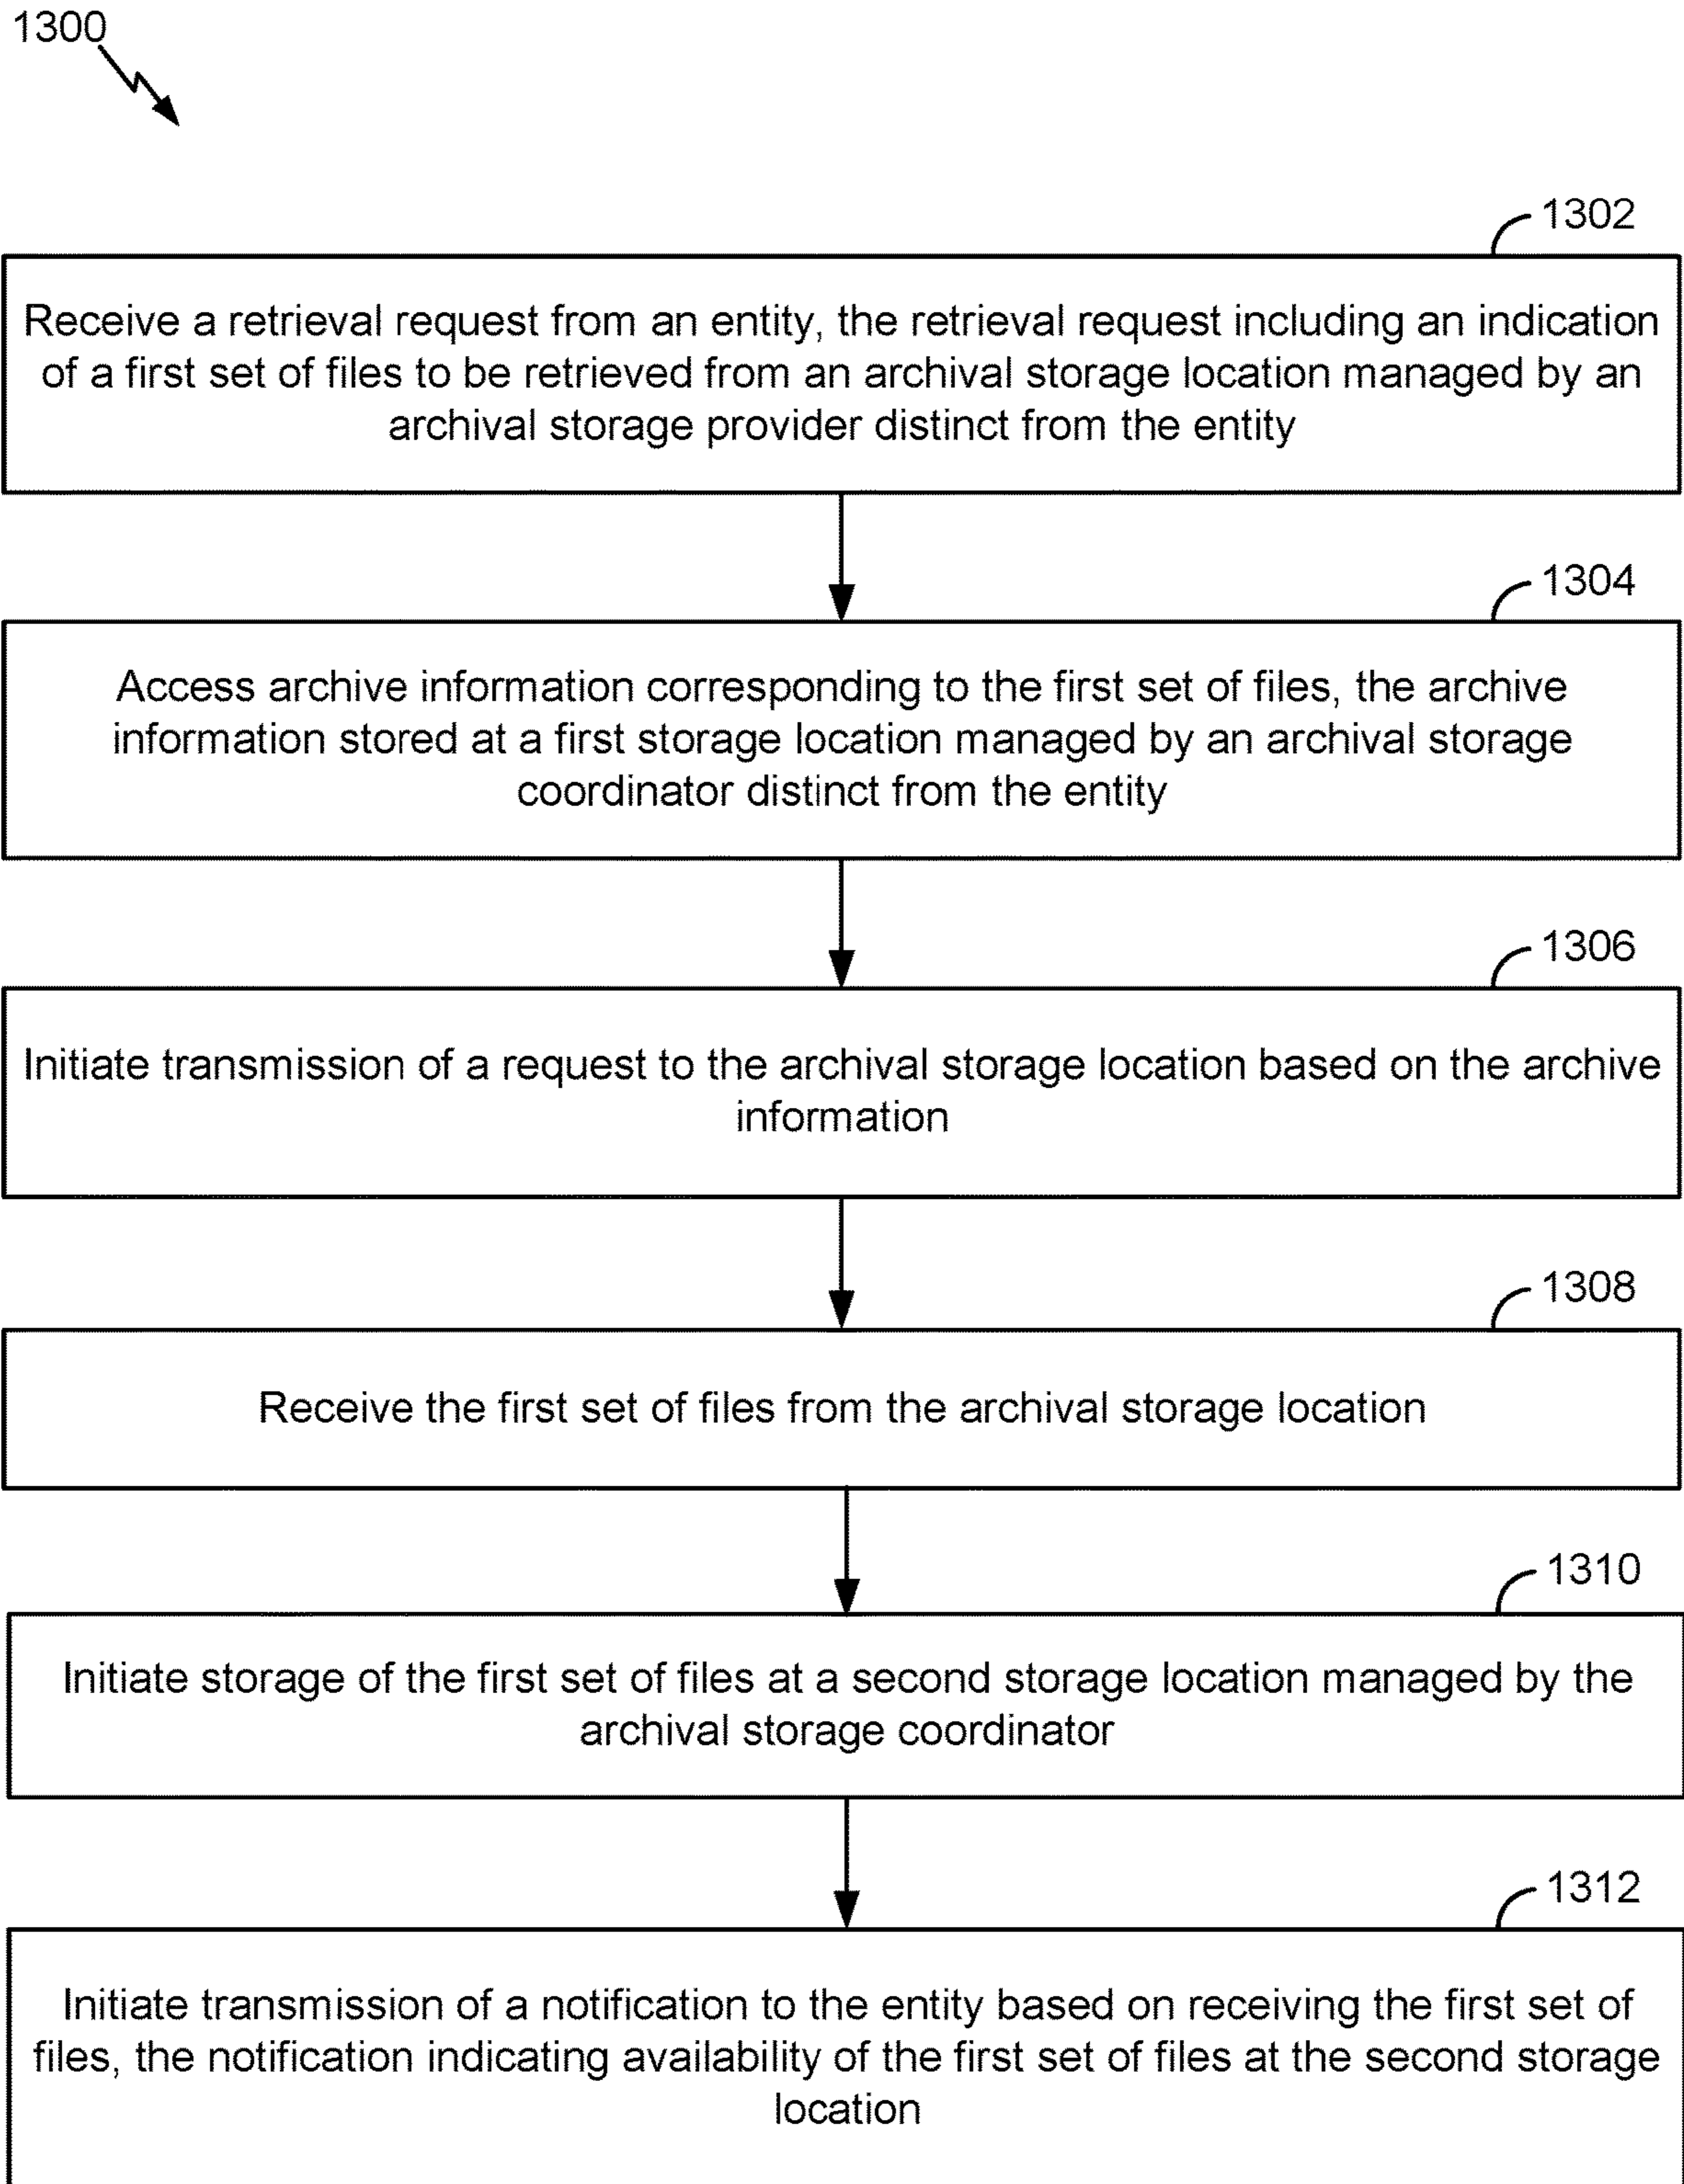 1300
1302
Receive a retrieval request from an entity, the retrieval request including an indication
of a first set of files to be retrieved from an archival storage location managed by an
archival storage provider distinct from the entity
1304
Access archive information corresponding to the first set of files, the archive
information stored at a first storage location managed by an archival storage
coordinator distinct from the entity
1306
Initiate transmission of a request to the archival storage location based on the archive
information
1308
Receive the first set of files from the archival storage location
1310
Initiate storage of the first set of files at a second storage location managed by the
archival storage coordinator
1312
Initiate transmission of a notification to the entity based on receiving the first set of
files, the notification indicating availability of the first set of files at the second storage
location